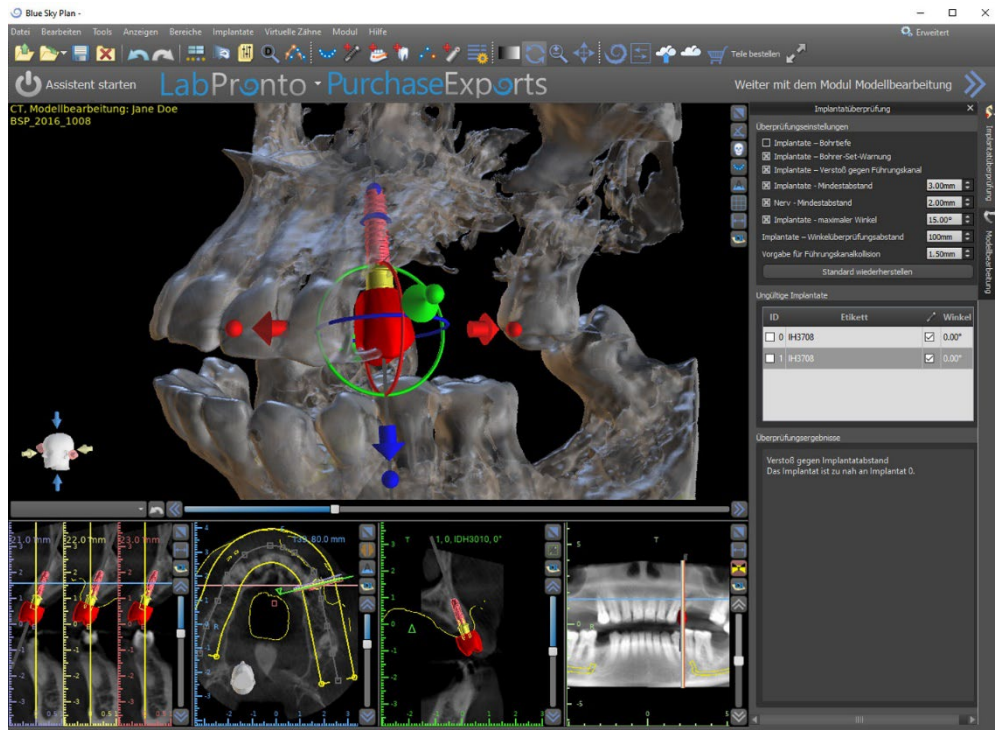 Blue Sky Plan -
Datei Bearbeiten Tools Anzeigen Bereiche Implantate Virtuelle Zähne Modul Hilfe
Erweitert
Teile bestellen
Assistent starten LabPronto PurchaseExports Weiter mit dem Modul Modellbearbeitung
CT, Modellbearbeitung: Jane Doe
BSP_2016_1008
Implantatüberprüfung
Überprüfungseinstellungen
Implantate – Bohrtiefe
Implantate – Bohrer-Set-Warnung
Implantate – Verstoß gegen Führungskanal
Implantate - Mindestabstand 3.00mm
Nerv - Mindestabstand 2.00mm
Implantate - maximaler Winkel 15.00°
Implantate – Winkelüberprüfungsabstand 100mm
Vorgabe für Führungskanalkollision 1.50mm
Standard wiederherstellen
Ungültige Implantate
ID Etikett Winkel
0 IH3708 0.00°
1 IH3708 0.00°
Überprüfungsergebnisse
Verstoß gegen Implantatabstand
Das Implantat ist zu nah an Implantat 0.
Implantatüberprüfung
Modellbearbeitung
21.0 mm 22.0 mm 23.0 mm
80.0 mm
1, 0, IDH3010, 0°
T
T
R